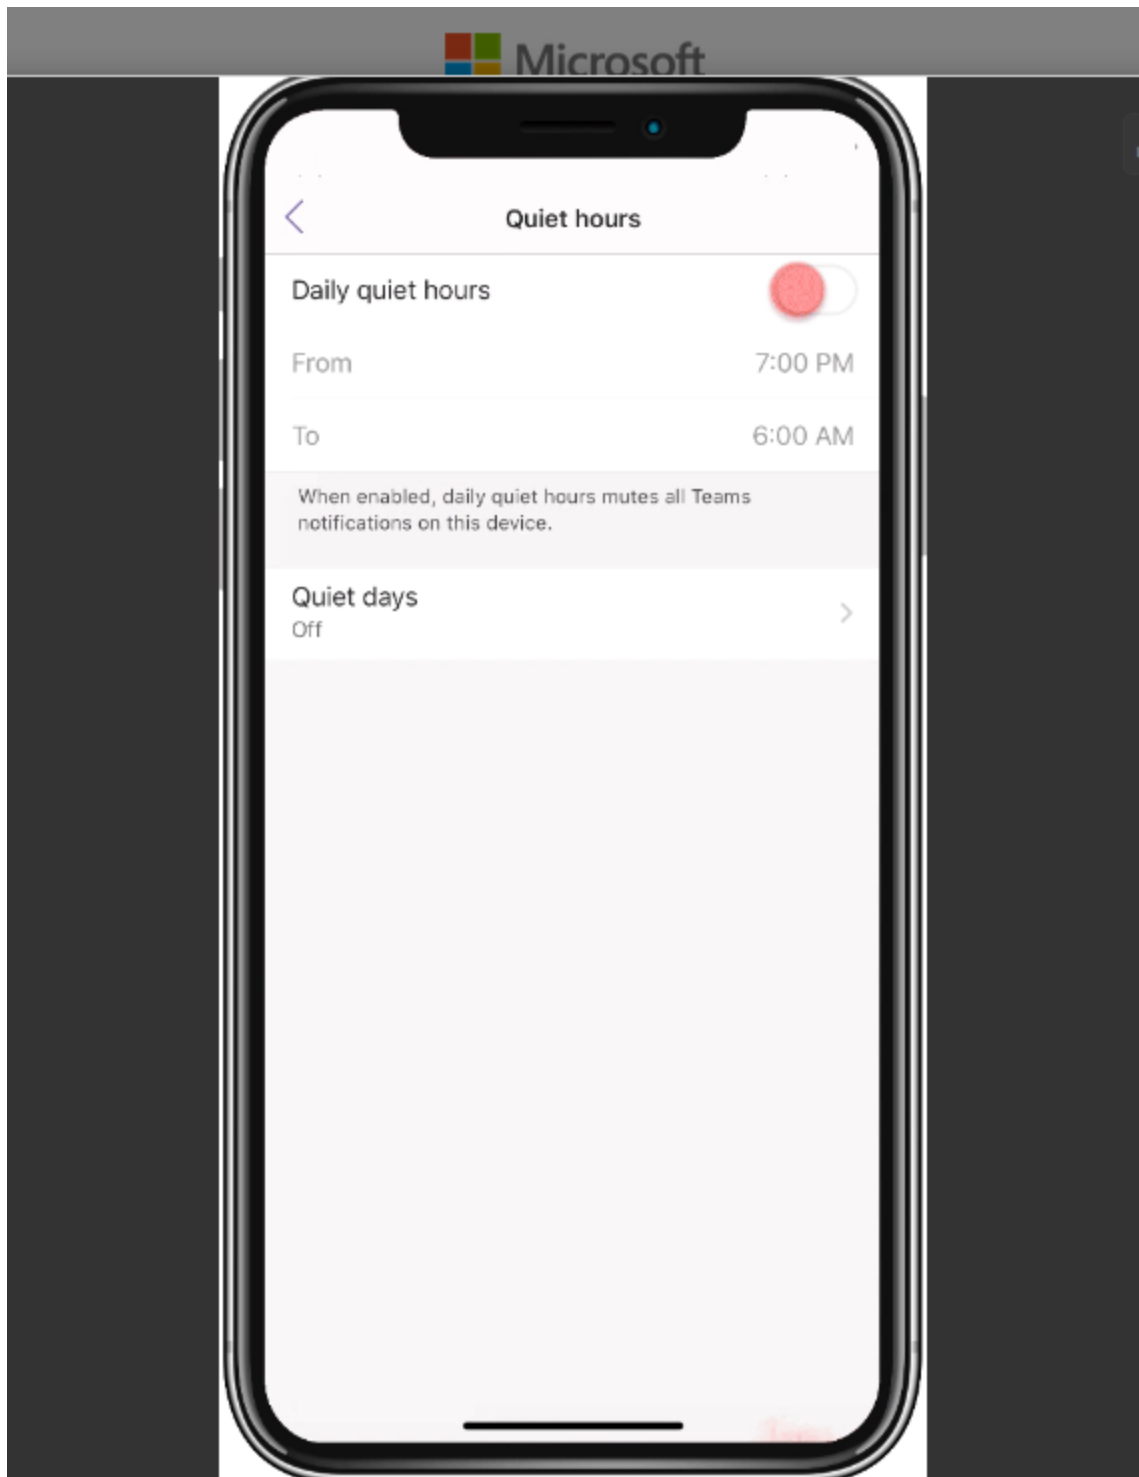 Microsoft
Quiet hours
Daily quiet hours
From 7:00 PM
To 6:00 AM
When enabled, daily quiet hours mutes all Teams
notifications on this device.
Quiet days
Off